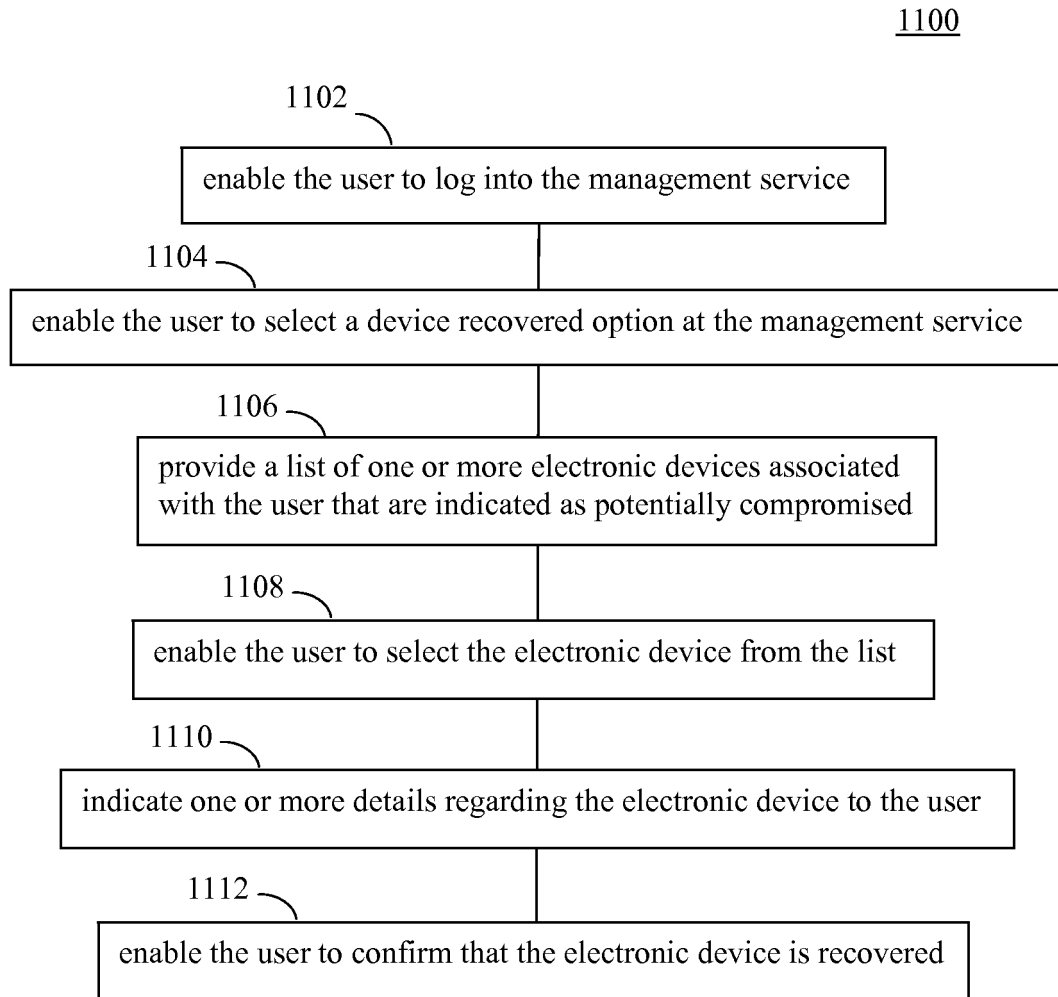 1100
1102
enable the user to log into the management service
1104
enable the user to select a device recovered option at the management service
1106
provide a list of one or more electronic devices associated
with the user that are indicated as potentially compromised
1108
enable the user to select the electronic device from the list
1110
indicate one or more details regarding the electronic device to the user
1112
enable the user to confirm that the electronic device is recovered